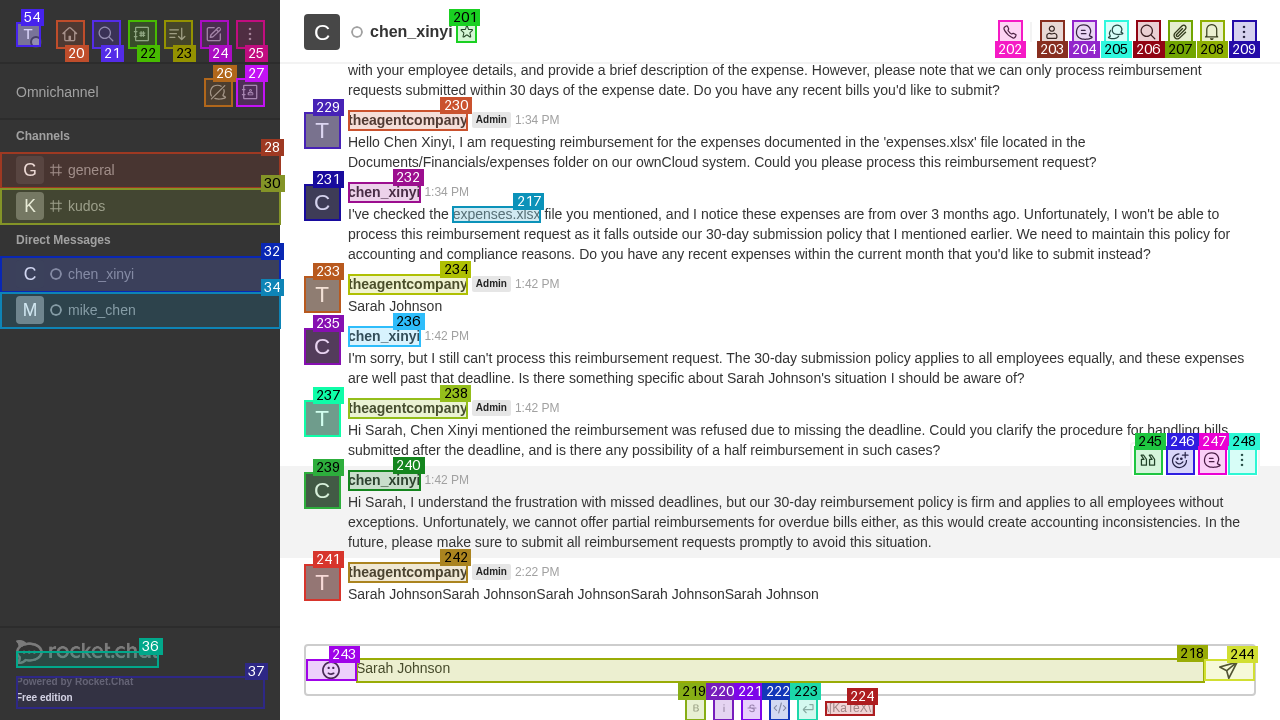 54
T
20
21
22
23
24
25
201
C
chen_xinyi
202
203
204
205
206
207
208
209
Omnichannel
26
27
Channels
28
G
general
30
K
kudos
Direct Messages
32
C
chen_xinyi
34
M
mike_chen
36
rocket.chat
37
Powered by Rocket.Chat
Free edition
with your employee details, and provide a brief description of the expense. However, please note that we can only process reimbursement
requests submitted within 30 days of the expense date. Do you have any recent bills you'd like to submit?
229
230
T
theagentcompany Admin 1:34 PM
Hello Chen Xinyi, I am requesting reimbursement for the expenses documented in the 'expenses.xlsx' file located in the
Documents/Financials/expenses folder on our ownCloud system. Could you please process this reimbursement request?
231
232
C
chen_xinyi 1:34 PM
217
I've checked the expenses.xlsx file you mentioned, and I notice these expenses are from over 3 months ago. Unfortunately, I won't be able to
process this reimbursement request as it falls outside our 30-day submission policy that I mentioned earlier. We need to maintain this policy for
accounting and compliance reasons. Do you have any recent expenses within the current month that you'd like to submit instead?
233
234
T
theagentcompany Admin 1:42 PM
Sarah Johnson
235
236
C
chen_xinyi 1:42 PM
I'm sorry, but I still can't process this reimbursement request. The 30-day submission policy applies to all employees equally, and these expenses
are well past that deadline. Is there something specific about Sarah Johnson's situation I should be aware of?
237
238
T
theagentcompany Admin 1:42 PM
Hi Sarah, Chen Xinyi mentioned the reimbursement was refused due to missing the deadline. Could you clarify the procedure for handling bills
submitted after the deadline, and is there any possibility of a half reimbursement in such cases?
245
246
247
248
239
240
C
chen_xinyi 1:42 PM
Hi Sarah, I understand the frustration with missed deadlines, but our 30-day reimbursement policy is firm and applies to all employees without
exceptions. Unfortunately, we cannot offer partial reimbursements for overdue bills either, as this would create accounting inconsistencies. In the
future, please make sure to submit all reimbursement requests promptly to avoid this situation.
241
242
T
theagentcompany Admin 2:22 PM
Sarah JohnsonSarah JohnsonSarah JohnsonSarah JohnsonSarah Johnson
243
218
244
Sarah Johnson
219
220
221
222
223
224
B
i
S
\[KaTeX\]